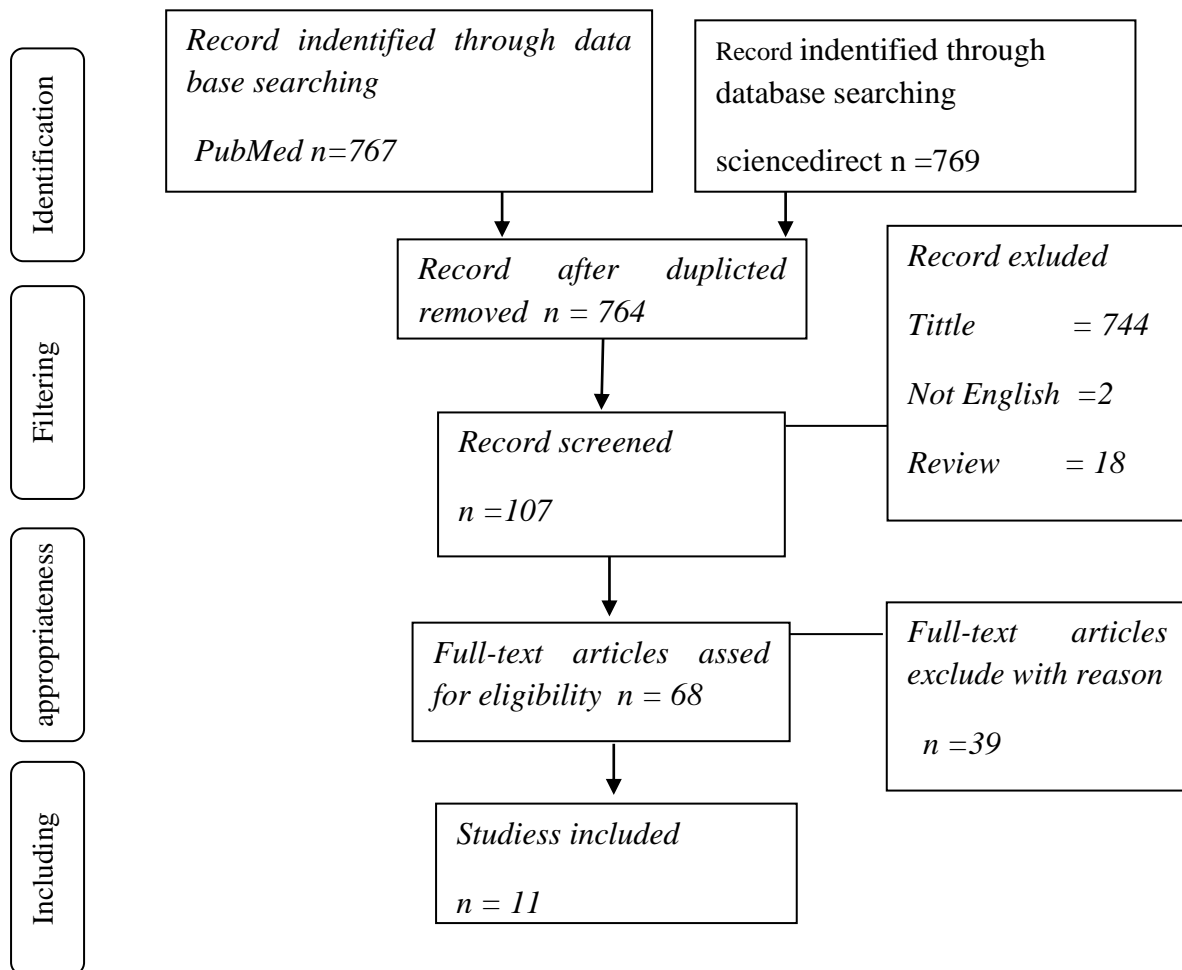 Identification
Record indentified through data
base searching
PubMed n=767
Record indentified through
database searching
sciencedirect n =769
Filtering
Record after duplicted
removed n = 764
Record exluded
Tittle = 744
Not English =2
Review = 18
Record screened
n =107
appropriateness
Full-text articles assed
for eligibility n = 68
Full-text articles
exclude with reason
n =39
Including
Studiess included
n = 11